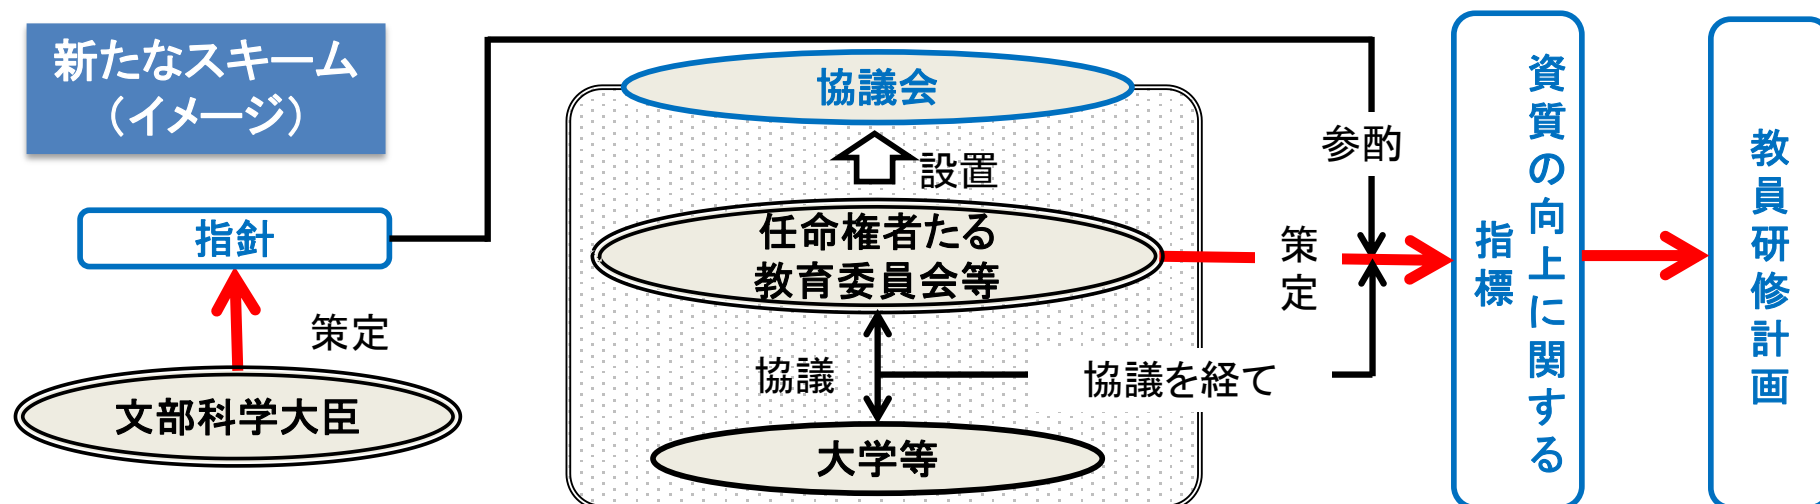 新たなスキーム
（イメージ）
指針
策定
文部科学大臣
協議会
設置
任命権者たる
教育委員会等
協議
大学等
参酌
策定
協議を経て
資質の向上に関する
指標
教員研修計画